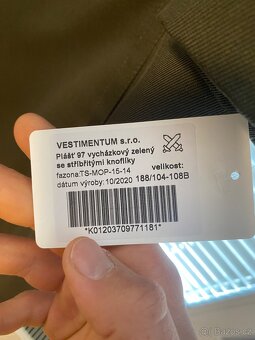 VESTIMENTUM s.r.o.
Plášť 97 vycházkový zelený
se stříbřitými knoflíky
velikost:
fazona:TS-MOP-15-14
dátum výroby: 10/2020 188/104-108B
*K01203709771181*